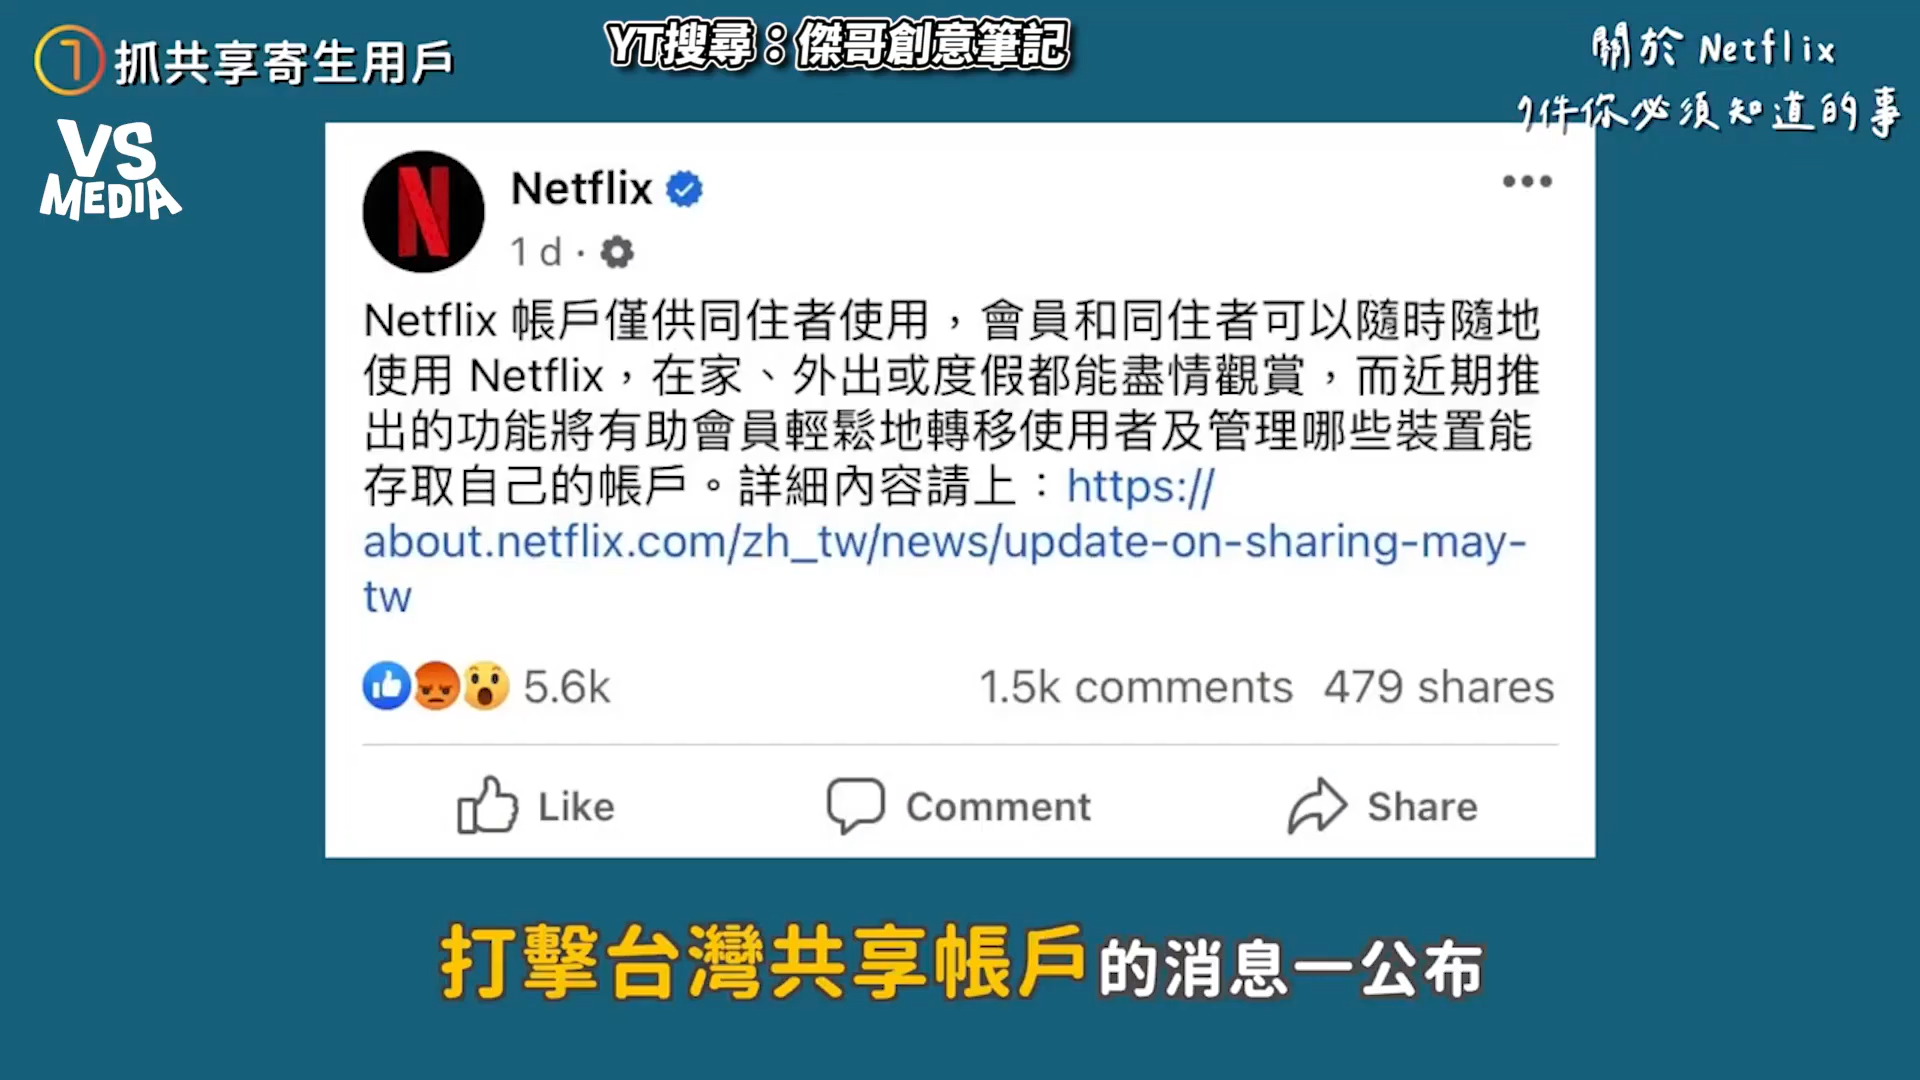 7 抓共享寄生用戶
YT搜尋：傑哥創意筆記
關於 Netflix
7件你必須知道的事
VS
MEDIA
Netflix
1 d ·
Netflix 帳戶僅供同住者使用，會員和同住者可以隨時隨地
使用 Netflix，在家、外出或度假都能盡情觀賞，而近期推
出的功能將有助會員輕鬆地轉移使用者及管理哪些裝置能
存取自己的帳戶。詳細內容請上：https://
about.netflix.com/zh_tw/news/update-on-sharing-may-
tw
5.6k 1.5k comments 479 shares
Like Comment Share
打擊台灣共享帳戶的消息一公布